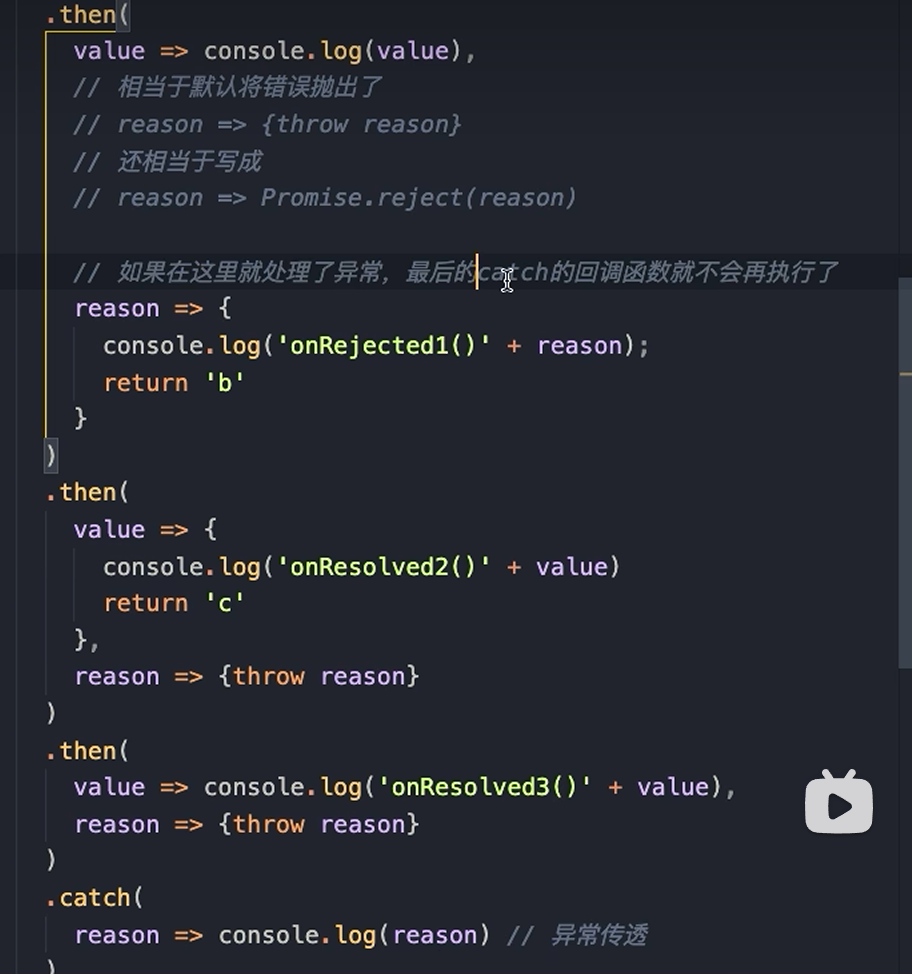 .then(
value => console.log(value),
// 相当于默认将错误抛出了
// reason => {throw reason}
// 还相当于写成
// reason => Promise.reject(reason)
// 如果在这里就处理了异常，最后的catch的回调函数就不会再执行了
reason => {
console.log('onRejected1()' + reason);
return 'b'
}
)
.then(
value => {
console.log('onResolved2()' + value)
return 'c'
},
reason => {throw reason}
)
.then(
value => console.log('onResolved3()' + value),
reason => {throw reason}
)
.catch(
reason => console.log(reason) // 异常传透
)